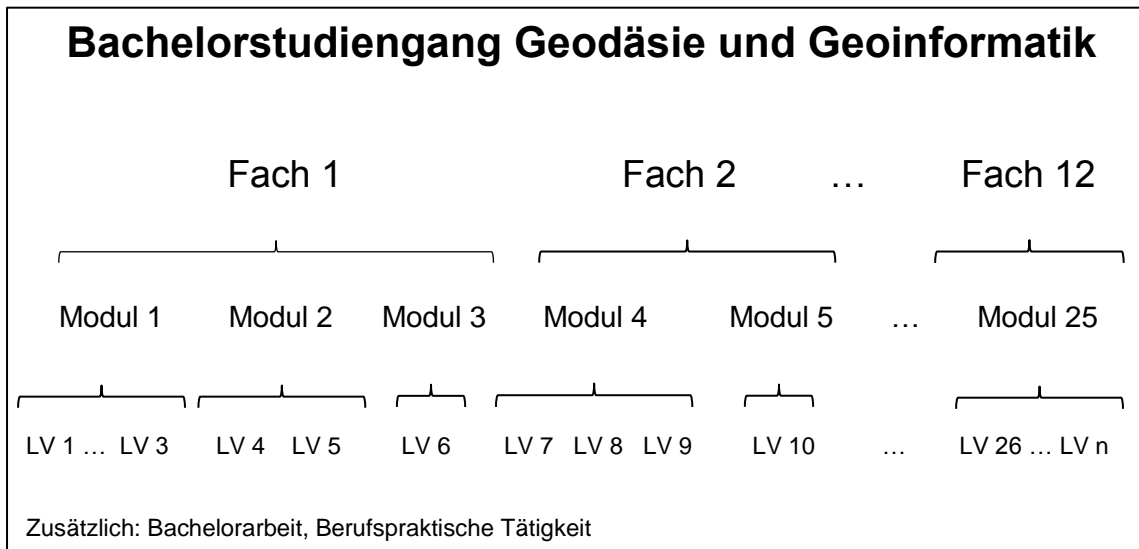 Bachelorstudiengang Geodäsie und Geoinformatik
Fach 1 Fach 2 … Fach 12
Modul 1 Modul 2 Modul 3 Modul 4 Modul 5 … Modul 25
LV 1 … LV 3 LV 4 LV 5 LV 6 LV 7 LV 8 LV 9 LV 10 … LV 26 … LV n
Zusätzlich: Bachelorarbeit, Berufspraktische Tätigkeit